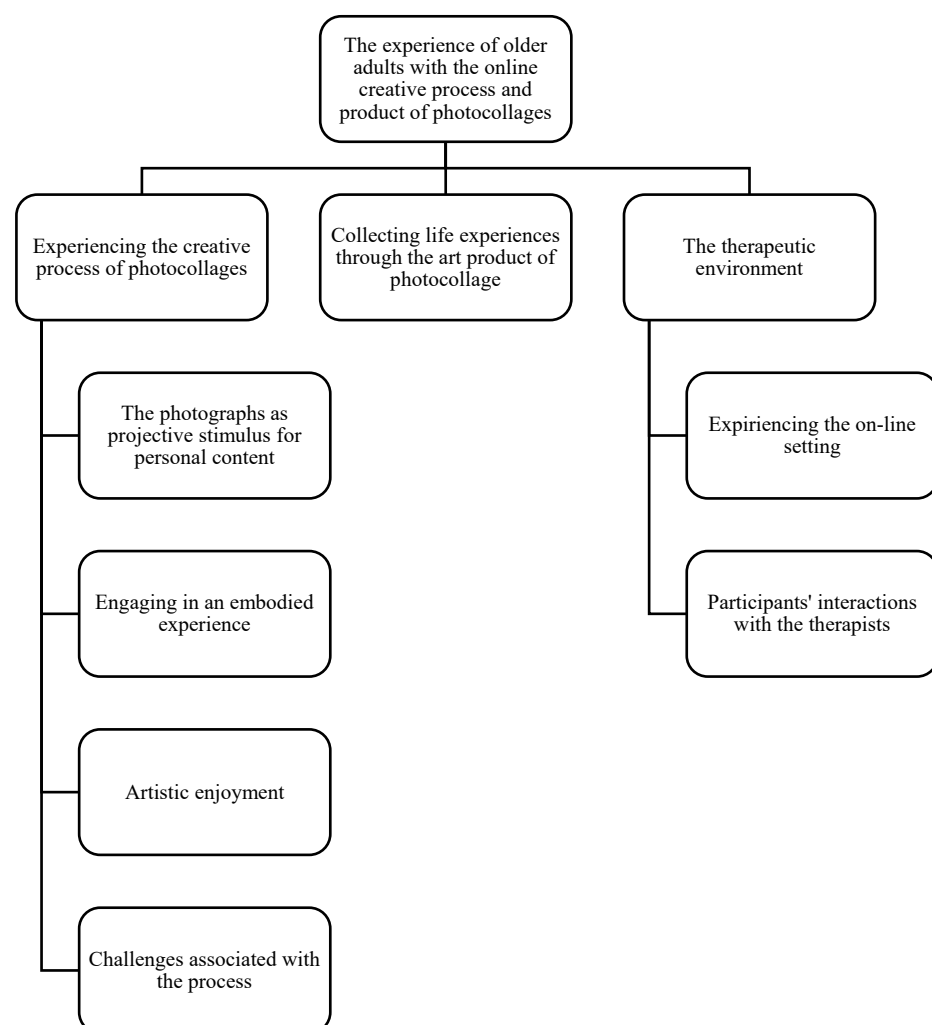 The experience of older
adults with the online
creative process and
product of photocollages
Experiencing the creative
process of photocollages
Collecting life experiences
through the art product of
photocollage
The therapeutic
environment
The photographs as
projective stimulus for
personal content
Engaging in an embodied
experience
Artistic enjoyment
Challenges associated with
the process
Expiriencing the on-line
setting
Participants' interactions
with the therapists